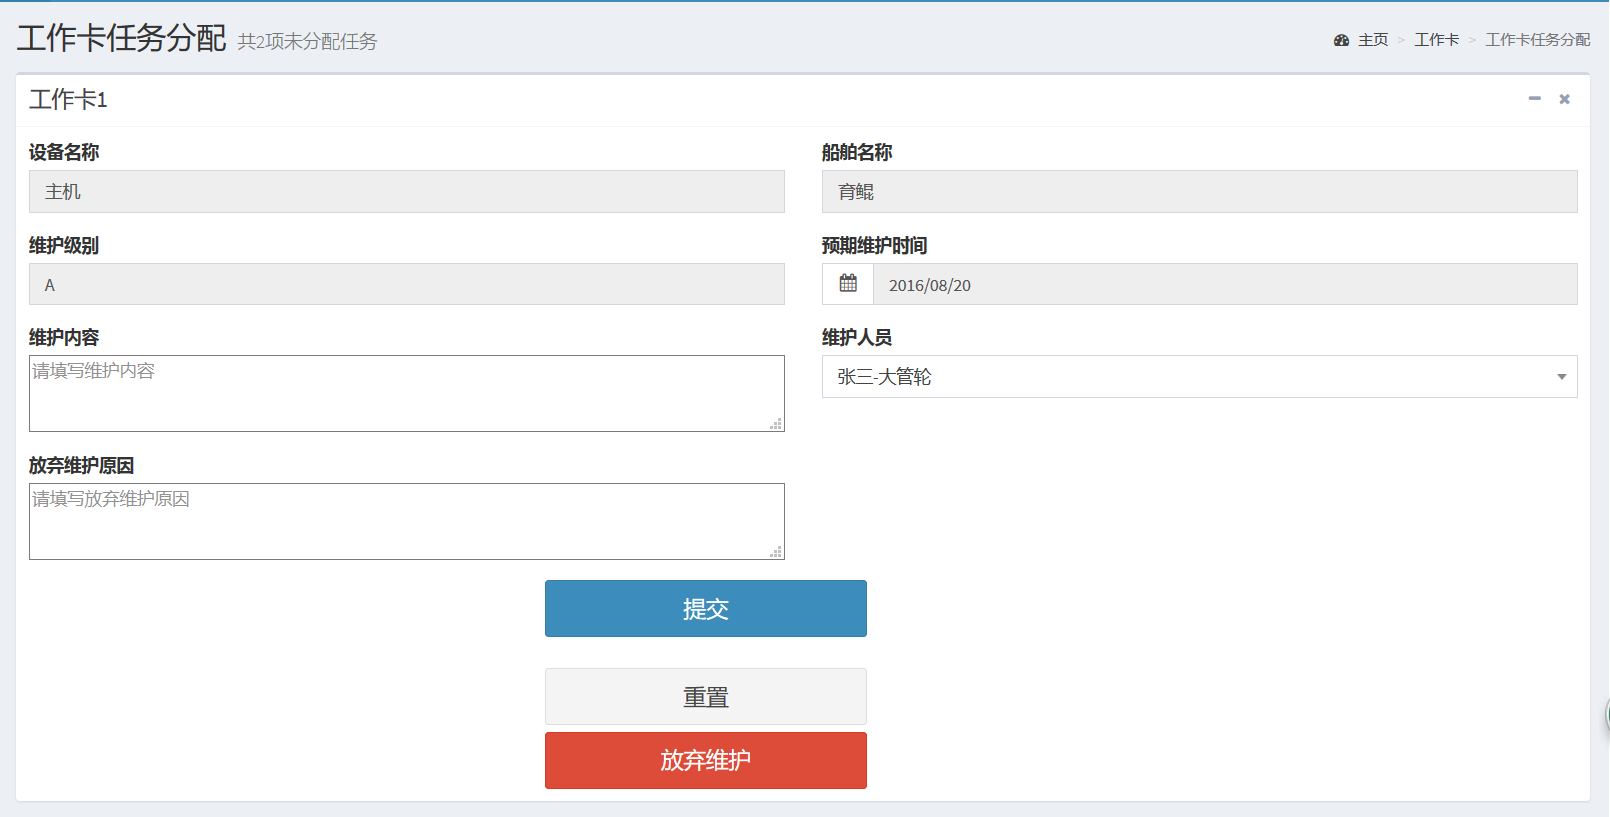 工作卡任务分配 共2项未分配任务
主页 > 工作卡 > 工作卡任务分配
工作卡1
设备名称
主机
船舶名称
育鲲
维护级别
A
预期维护时间
2016/08/20
维护内容
请填写维护内容
维护人员
张三-大管轮
放弃维护原因
请填写放弃维护原因
提交
重置
放弃维护